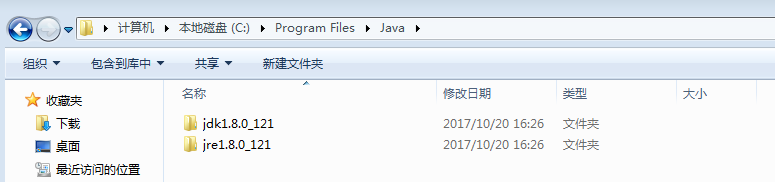 计算机 本地磁盘 (C:) Program Files Java
组织 包含到库中 共享 新建文件夹
收藏夹 名称 修改日期 类型 大小
下载 jdk1.8.0_121 2017/10/20 16:26 文件夹
桌面 jre1.8.0_121 2017/10/20 16:26 文件夹
最近访问的位置